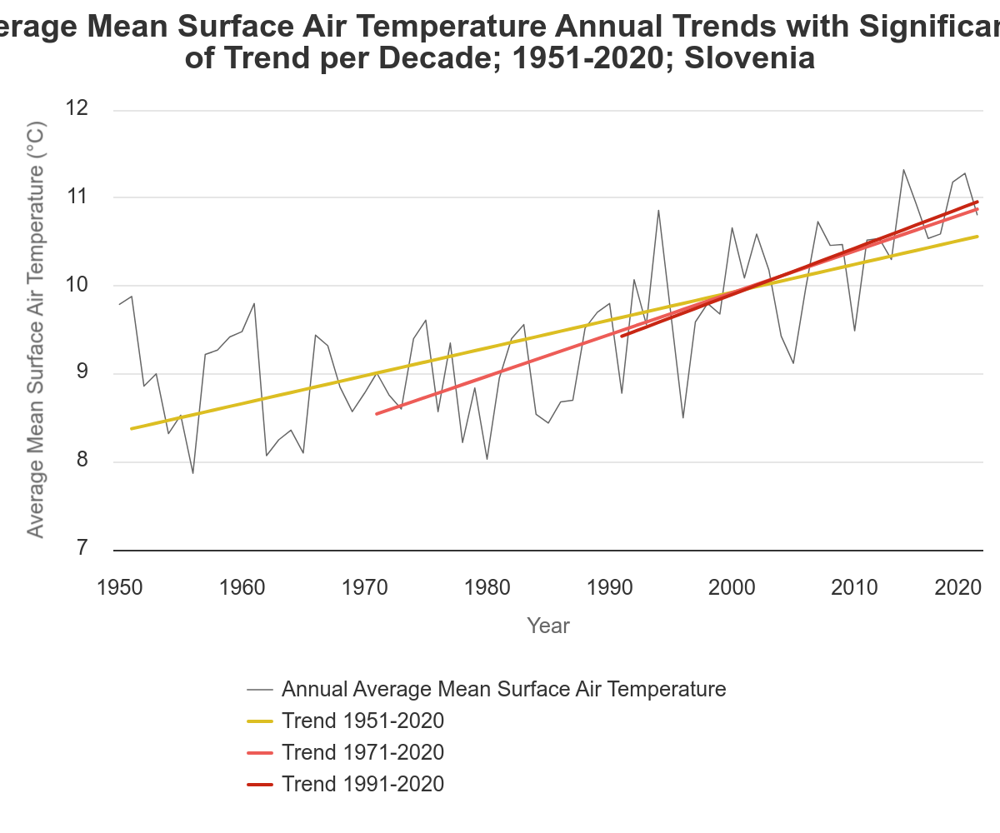 Mean Surface Air Temperature Annual Trends with
of Trend per Decade; 1951-2020; Slovenia
Average Mean Surface Air Temperature (°C)
12
11
10
9
8
7
1950 1960 1970 1980 1990 2000 2010 2020
Year
Annual Average Mean Surface Air Temperature
Trend 1951-2020
Trend 1971-2020
Trend 1991-2020